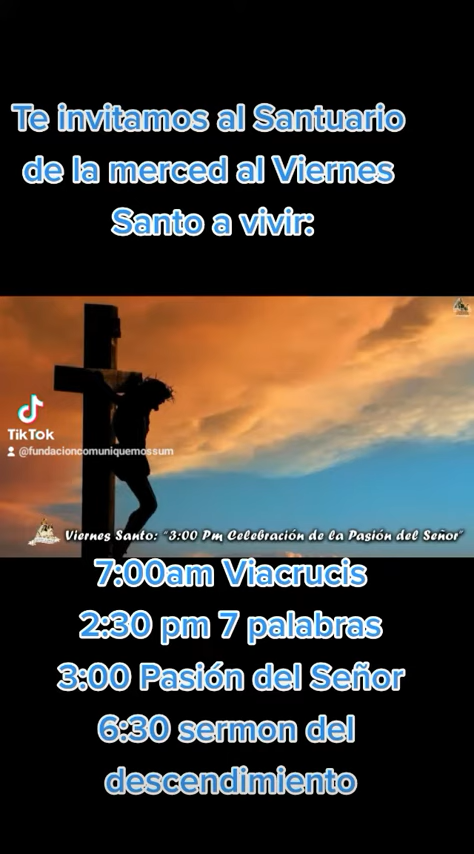 Te invitamos al Santuario
de la merced al Viernes
Santo a vivir:
TikTok
@fundacioncomuniquemossum
Viernes Santo: "3:00 Pm Celebración de la Pasión del Señor"
7:00am Viacrucis
2:30 pm 7 palabras
3:00 Pasión del Señor
6:30 sermon del
descendimiento